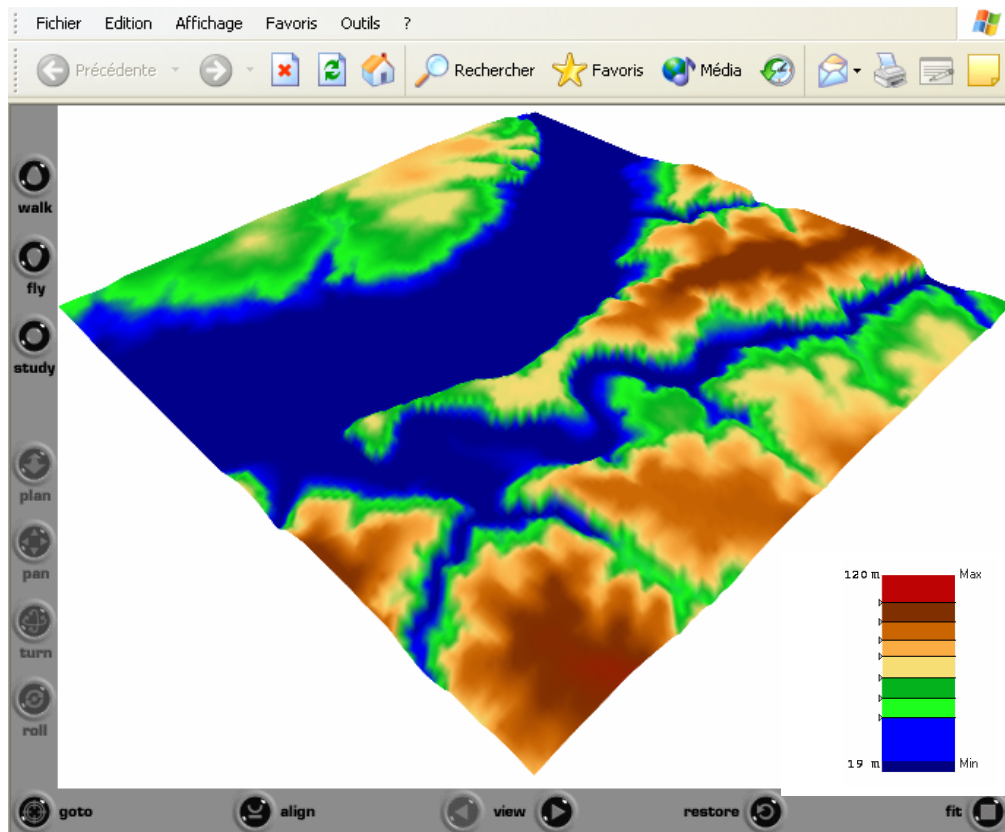 Fichier Edition Affichage Favoris Outils ?
Précédente Rechercher Favoris Média
walk
fly
study
plan
pan
turn
roll
120 m Max
19 m Min
goto align view restore fit